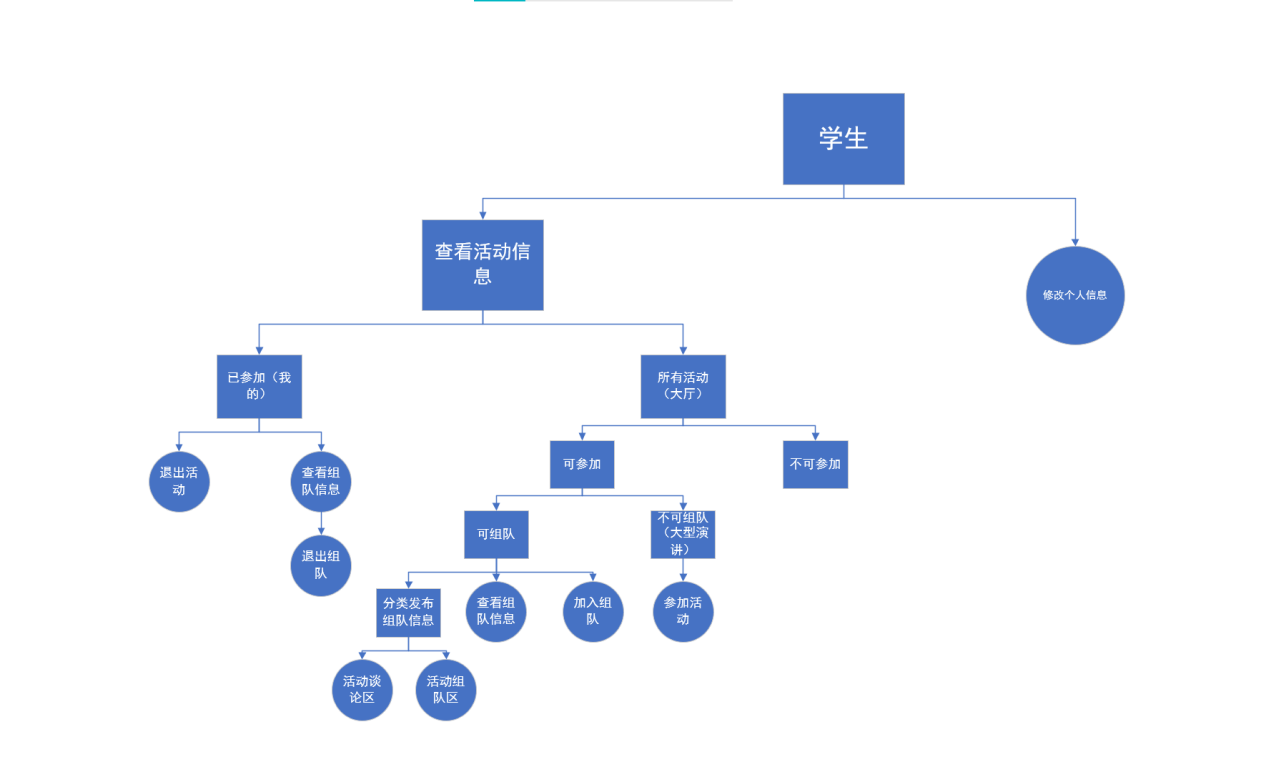 学生
查看活动信
息
修改个人信息
已参加（我
的）
所有活动
（大厅）
可参加
不可参加
退出活
动
查看组
队信息
可组队
不可组队
（大型演
讲）
退出组
队
分类发布
组队信息
查看组
队信息
加入组
队
参加活
动
活动谈
论区
活动组
队区